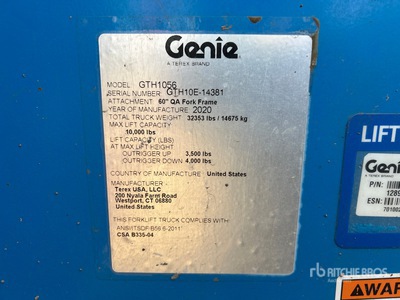 Genie
A TEREX BRAND
MODEL GTH1056
SERIAL NUMBER GTH10E-14381
ATTACHMENT: 60" QA Fork Frame
YEAR OF MANUFACTURE 2020
TOTAL TRUCK WEIGHT: 32353 lbs / 14675 kg
MAX LIFT CAPACITY
10,000 lbs
LIFT CAPACITY (LBS)
AT MAX LIFT HEIGHT
OUTRIGGER UP 3,500 lbs
OUTRIGGER DOWN 4,000 lbs
COUNTRY OF MANUFACTURE: United States
MANUFACTURER
Terex USA, LLC
200 Nyala Farm Road
Westport, CT 06880
United States
THIS FORKLIFT TRUCK COMPLIES WITH:
ANSI/ITSDF B56.6-2011
CSA B335-04
LIFT
Genie
P/N:
ESN:
WAR
rb
ritchie bros.